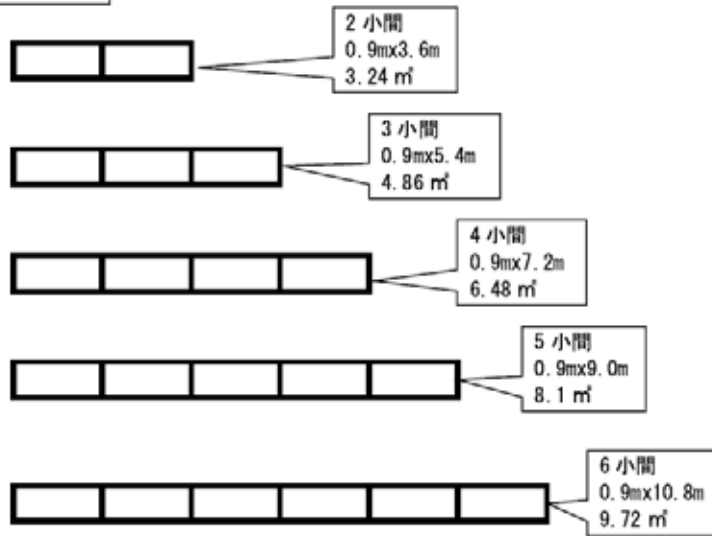 2 小間
0.9mx3.6m
3.24 ㎡
3 小間
0.9mx5.4m
4.86 ㎡
4 小間
0.9mx7.2m
6.48 ㎡
5 小間
0.9mx9.0m
8.1 ㎡
6 小間
0.9mx10.8m
9.72 ㎡